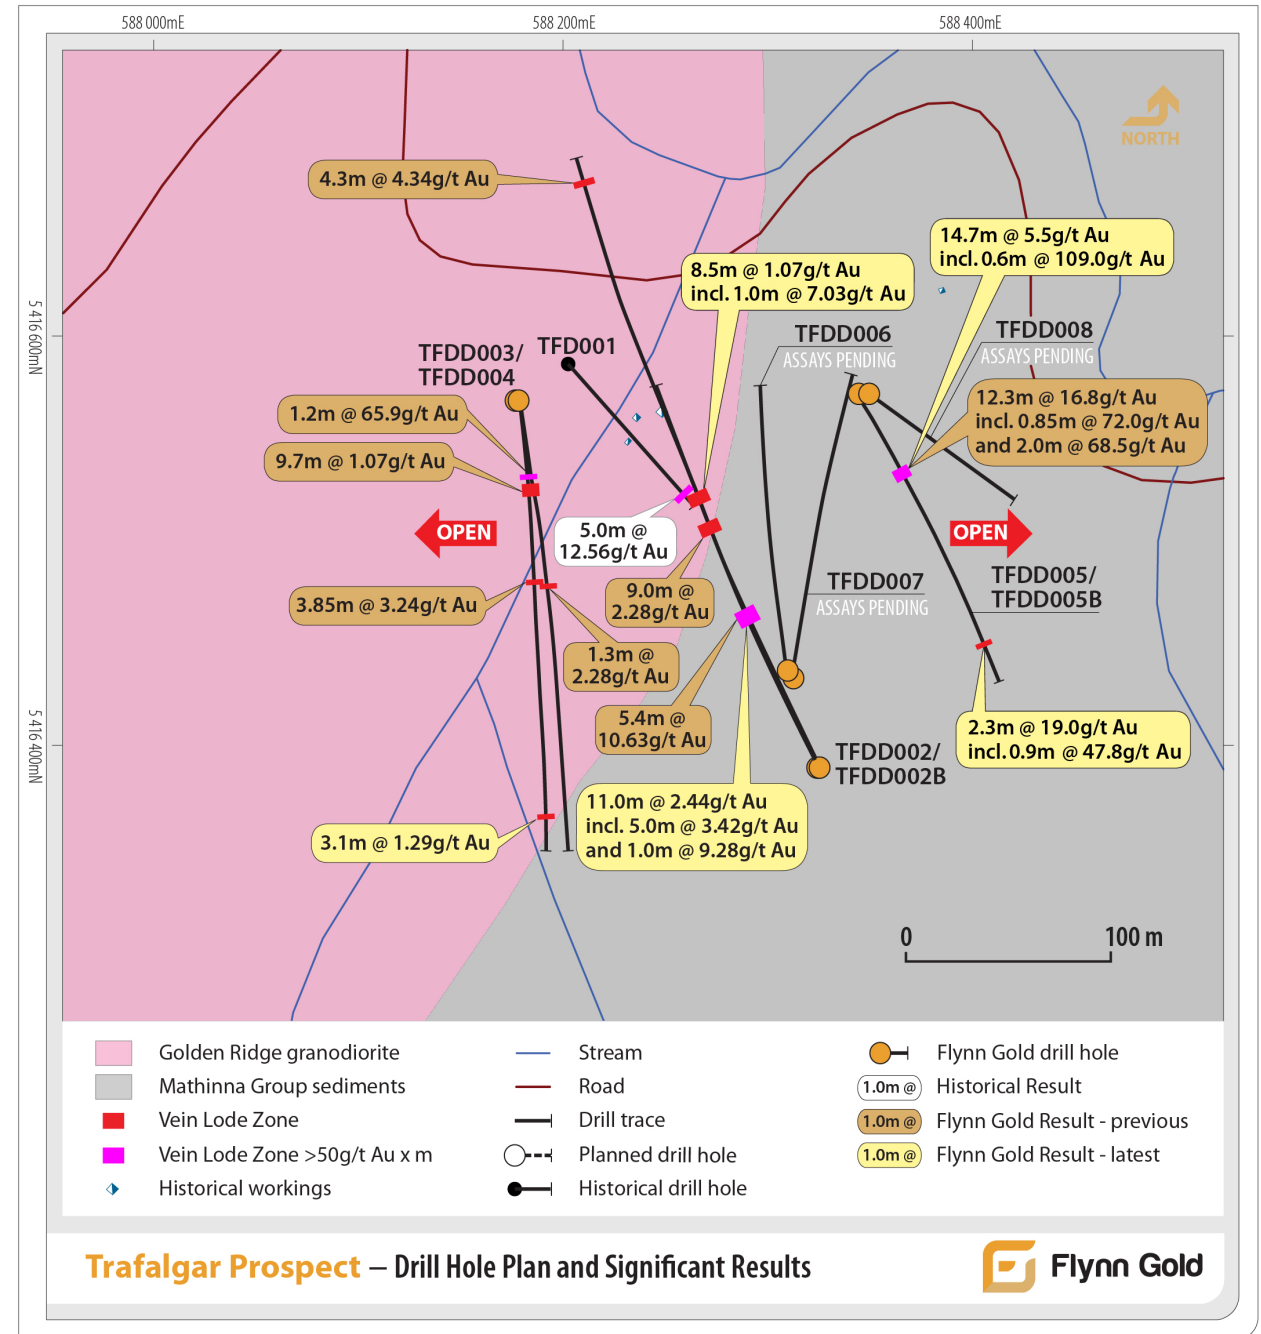 588 000mE
588 200mE
588 400mE
NORTH
4.3m @ 4.34g/t Au
14.7m @ 5.5g/t Au
incl. 0.6m @ 109.0g/t Au
8.5m @ 1.07g/t Au
incl. 1.0m @ 7.03g/t Au
5 416 600mN
TFDD006
ASSAYS PENDING
TFDD008
ASSAYS PENDING
TFD001
TFDD003/
TFDD004
12.3m @ 16.8g/t Au
incl. 0.85m @ 72.0g/t Au
and 2.0m @ 68.5g/t Au
1.2m @ 65.9g/t Au
9.7m @ 1.07g/t Au
OPEN
5.0m @
12.56g/t Au
OPEN
TFDD007
ASSAYS PENDING
TFDD005/
TFDD005B
9.0m @
2.28g/t Au
3.85m @ 3.24g/t Au
1.3m @
2.28g/t Au
5.4m @
10.63g/t Au
5 416 400mN
2.3m @ 19.0g/t Au
incl.0.9m @ 47.8g/t Au
TFDD002/
TFDD002B
11.0m @ 2.44g/t Au
incl. 5.0m @ 3.42g/t Au
and 1.0m @ 9.28g/t Au
3.1m @ 1.29g/t Au
0 100 m
Golden Ridge granodiorite
Mathinna Group sediments
Vein Lode Zone
Vein Lode Zone >50g/t Au x m
Historical workings
Stream
Road
Drill trace
Planned drill hole
Historical drill hole
Flynn Gold drill hole
1.0m @ Historical Result
1.0m @ Flynn Gold Result - previous
1.0m @ Flynn Gold Result - latest
Trafalgar Prospect – Drill Hole Plan and Significant Results
Flynn Gold